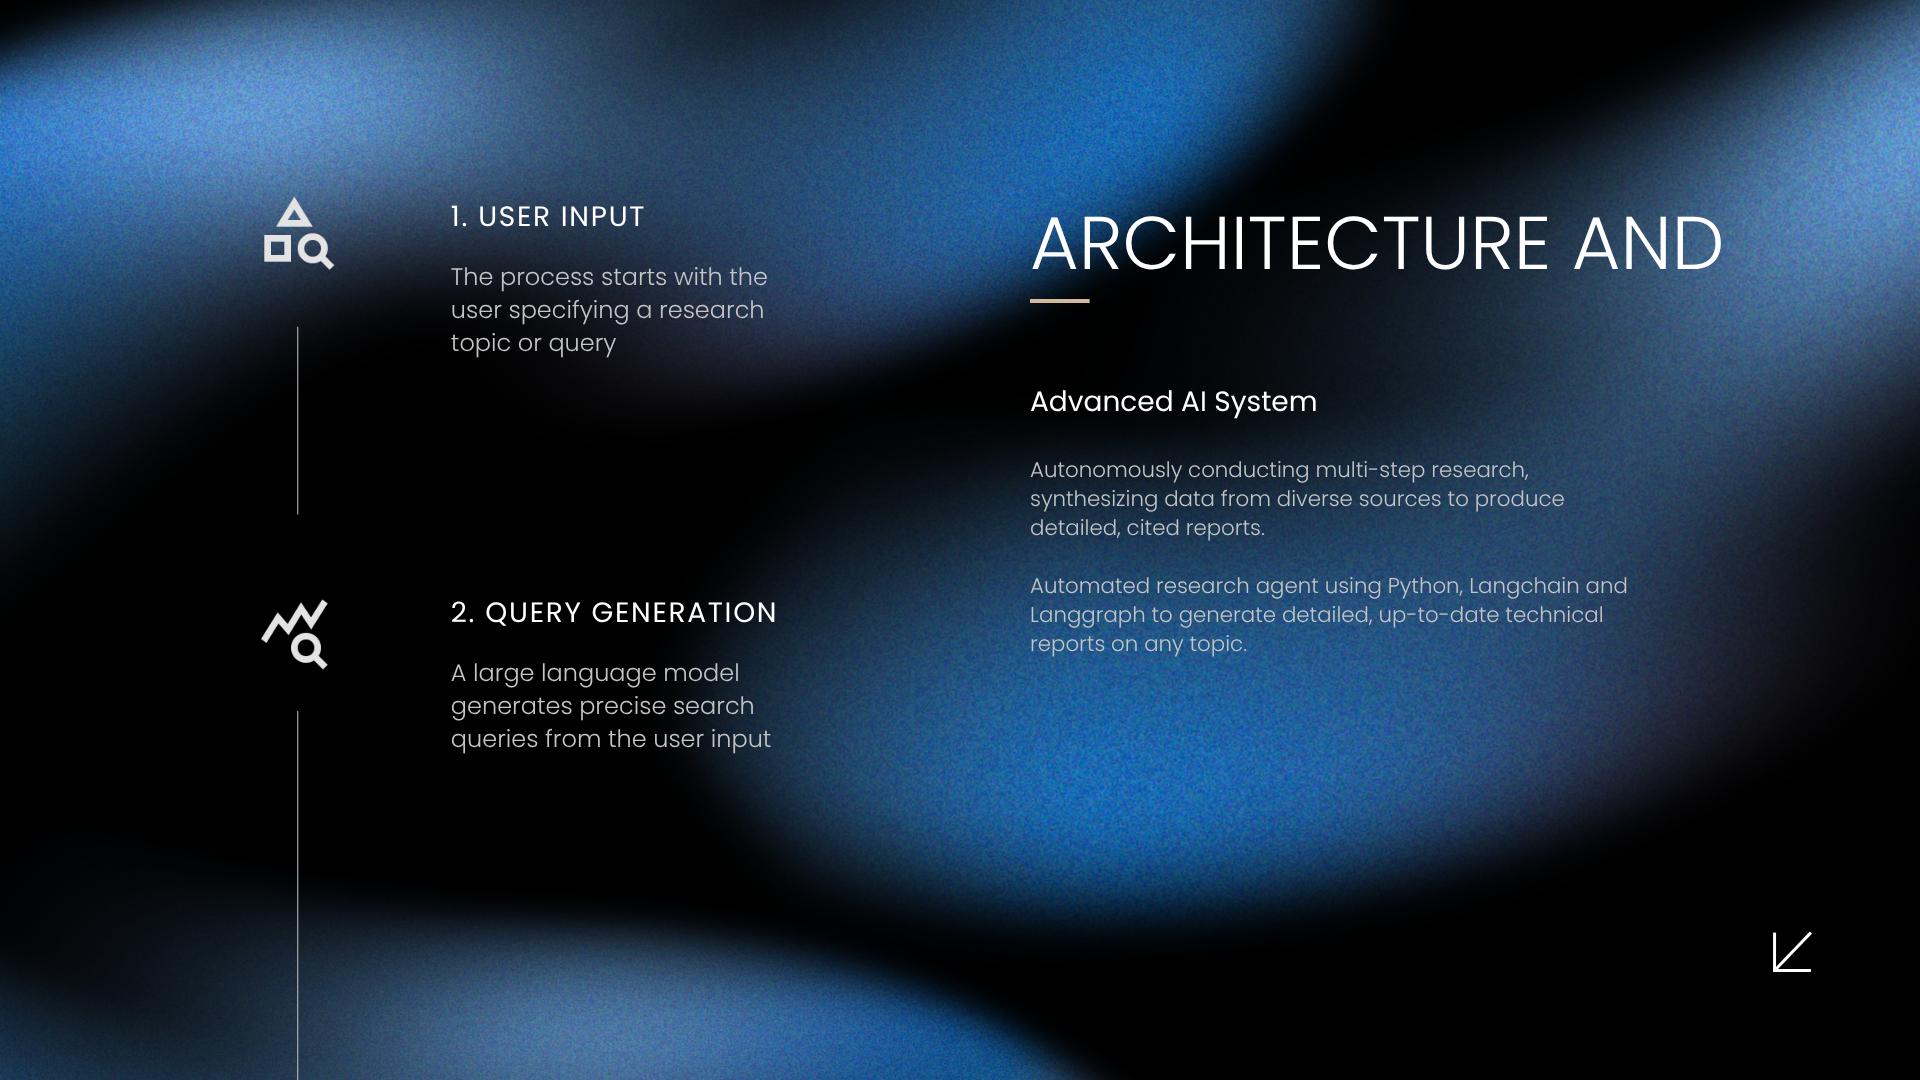 1. USER INPUT
The process starts with the
user specifying a research
topic or query
2. QUERY GENERATION
A large language model
generates precise search
queries from the user input
ARCHITECTURE AND
Advanced AI System
Autonomously conducting multi-step research,
synthesizing data from diverse sources to produce
detailed, cited reports.
Automated research agent using Python, Langchain and
Langgraph to generate detailed, up-to-date technical
reports on any topic.